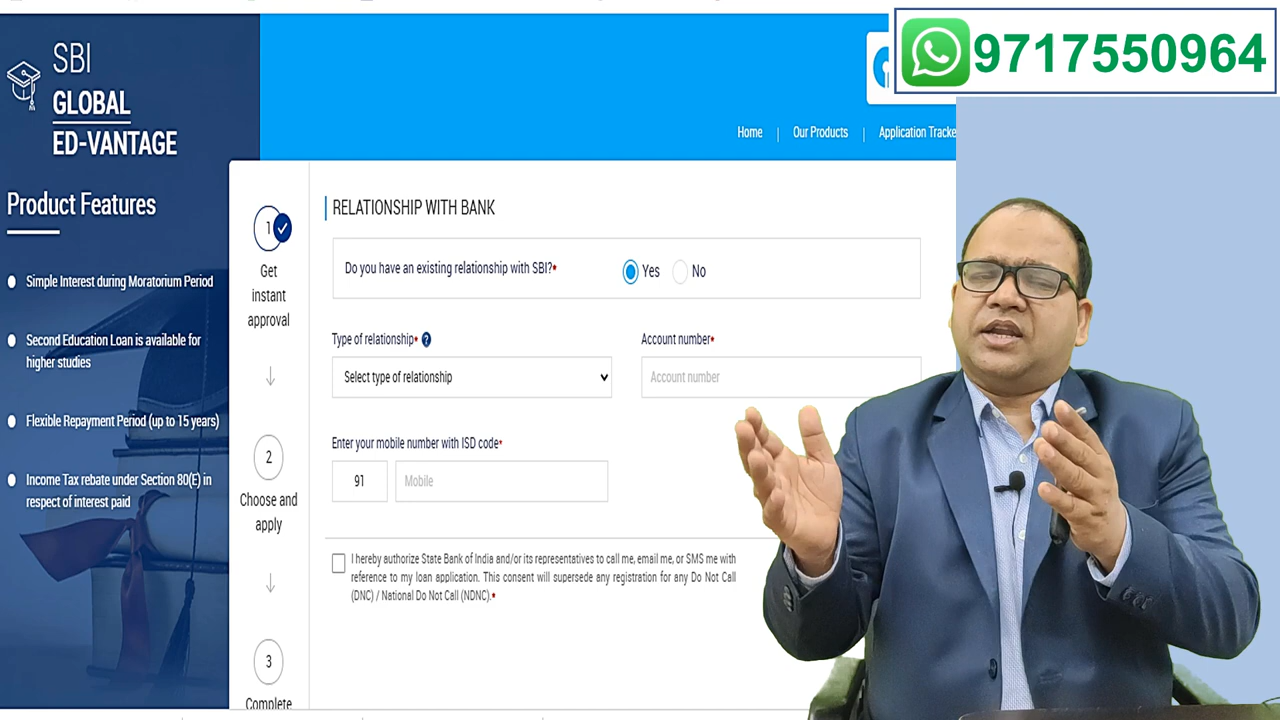 9717550964
SBI
GLOBAL
ED-VANTAGE
Home
Our Products
Application Tracke
Product Features
Simple Interest during Moratorium Period
Second Education Loan is available for
higher studies
Flexible Repayment Period (up to 15 years)
Income Tax rebate under Section 80(E) in
respect of interest paid
1
Get
instant
approval
2
Choose and
apply
3
Complete
RELATIONSHIP WITH BANK
Do you have an existing relationship with SBI?*
Yes
No
Type of relationship* ?
Account number*
Select type of relationship
Account number
Enter your mobile number with ISD code*
91
Mobile
I hereby authorize State Bank of India and/or its representatives to call me, email me, or SMS me with
reference to my loan application. This consent will supersede any registration for any Do Not Call
(DNC) / National Do Not Call (NDNC).*